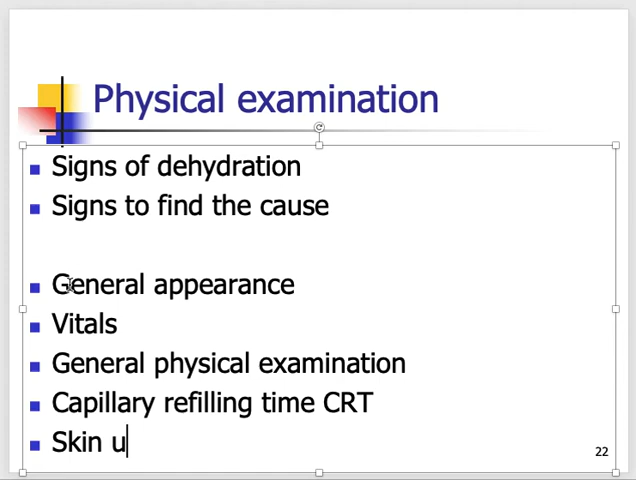 Physical examination
Signs of dehydration
Signs to find the cause
General appearance
Vitals
General physical examination
Capillary refilling time CRT
Skin u
22